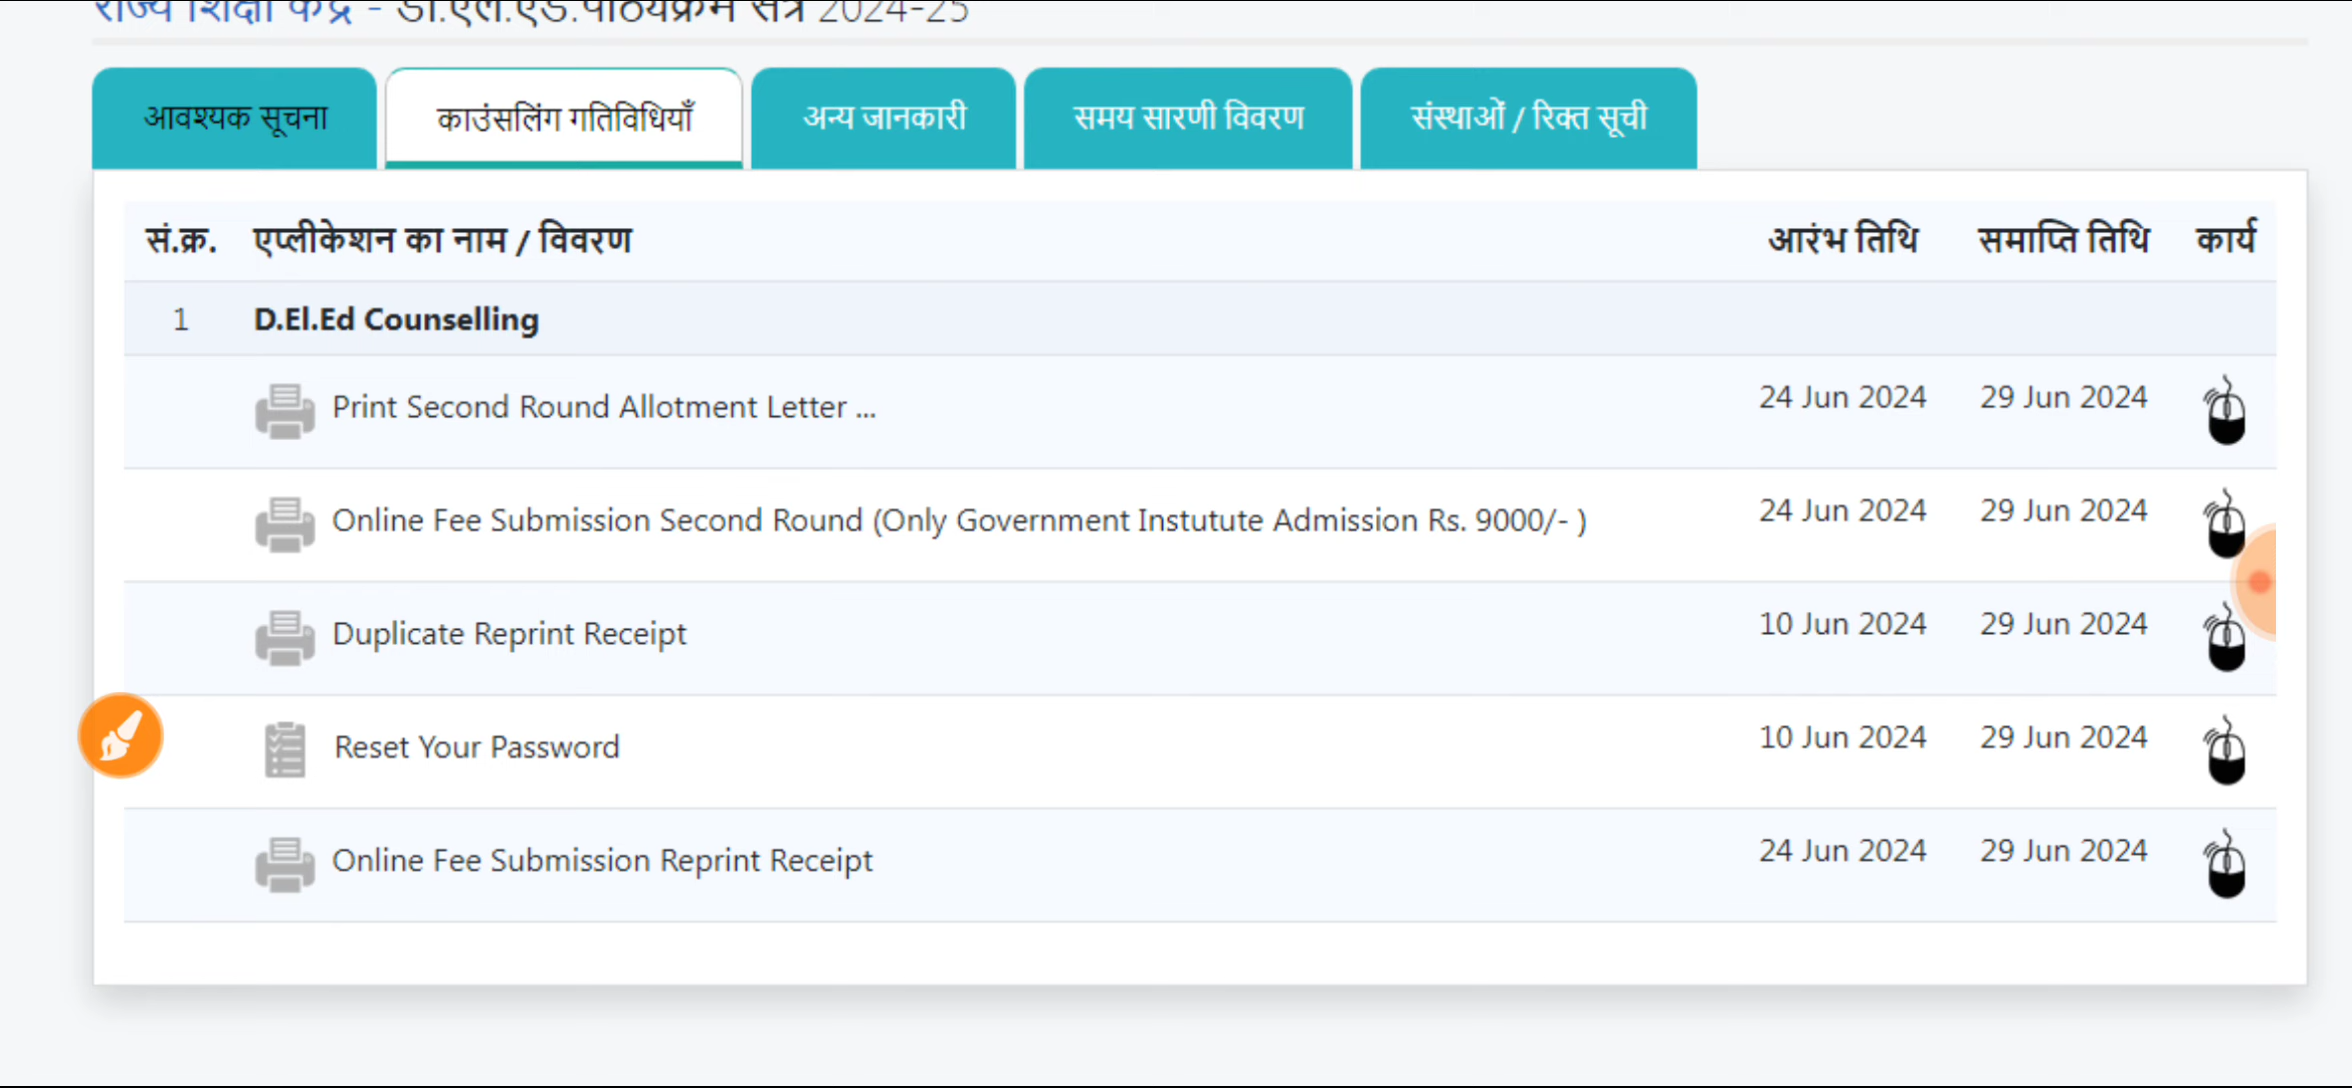 राज्य शिक्षा केंद्र - डी.एल.एड.पाठ्यक्रम सत्र 2024-25
आवश्यक सूचना काउंसलिंग गतिविधियाँ अन्य जानकारी समय सारणी विवरण संस्थाओं / रिक्त सूची
सं.क्र. एप्लीकेशन का नाम / विवरण आरंभ तिथि समाप्ति तिथि कार्य
1 D.El.Ed Counselling
Print Second Round Allotment Letter ... 24 Jun 2024 29 Jun 2024
Online Fee Submission Second Round (Only Government Instutute Admission Rs. 9000/- ) 24 Jun 2024 29 Jun 2024
Duplicate Reprint Receipt 10 Jun 2024 29 Jun 2024
Reset Your Password 10 Jun 2024 29 Jun 2024
Online Fee Submission Reprint Receipt 24 Jun 2024 29 Jun 2024